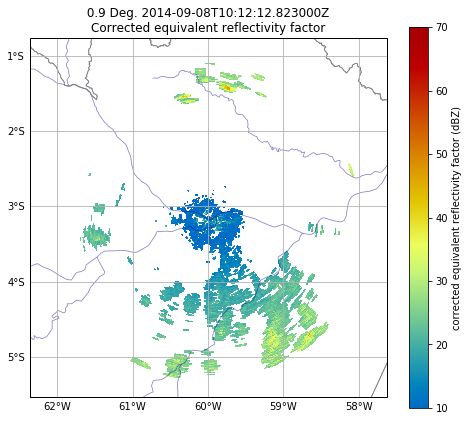 0.9 Deg. 2014-09-08T10:12:12.823000Z
Corrected equivalent reflectivity factor
1°S
2°S
3°S
4°S
5°S
62°W
61°W
60°W
59°W
58°W
70
60
50
40
30
20
10
corrected equivalent reflectivity factor (dBZ)